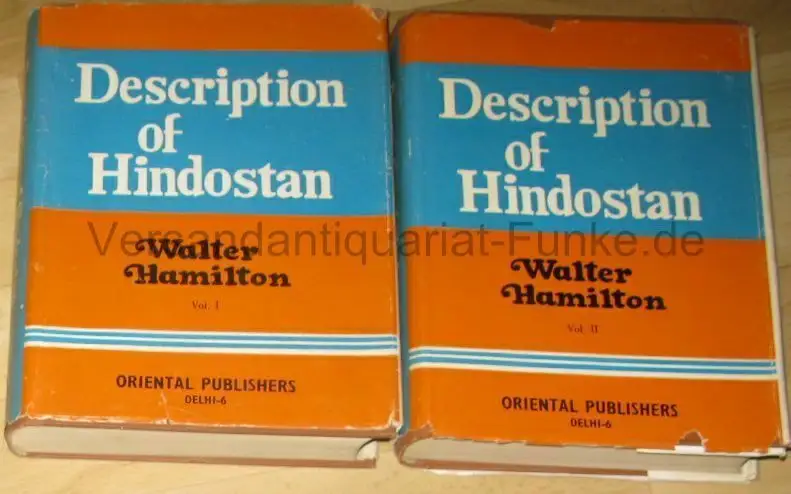 Description
of
Hindostan
Walter
Hamilton
Vol. I
ORIENTAL PUBLISHERS
DELHI-6
Description
of
Hindostan
Walter
Hamilton
Vol. II
ORIENTAL PUBLISHERS
DELHI-6
Versandantiquariat-Funke.de